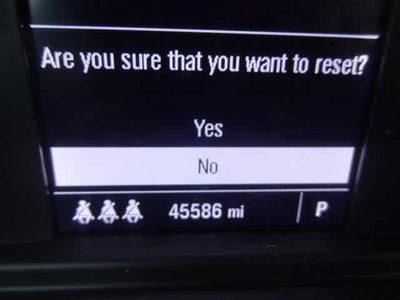 Are you sure that you want to reset?
Yes
No
45586 mi P